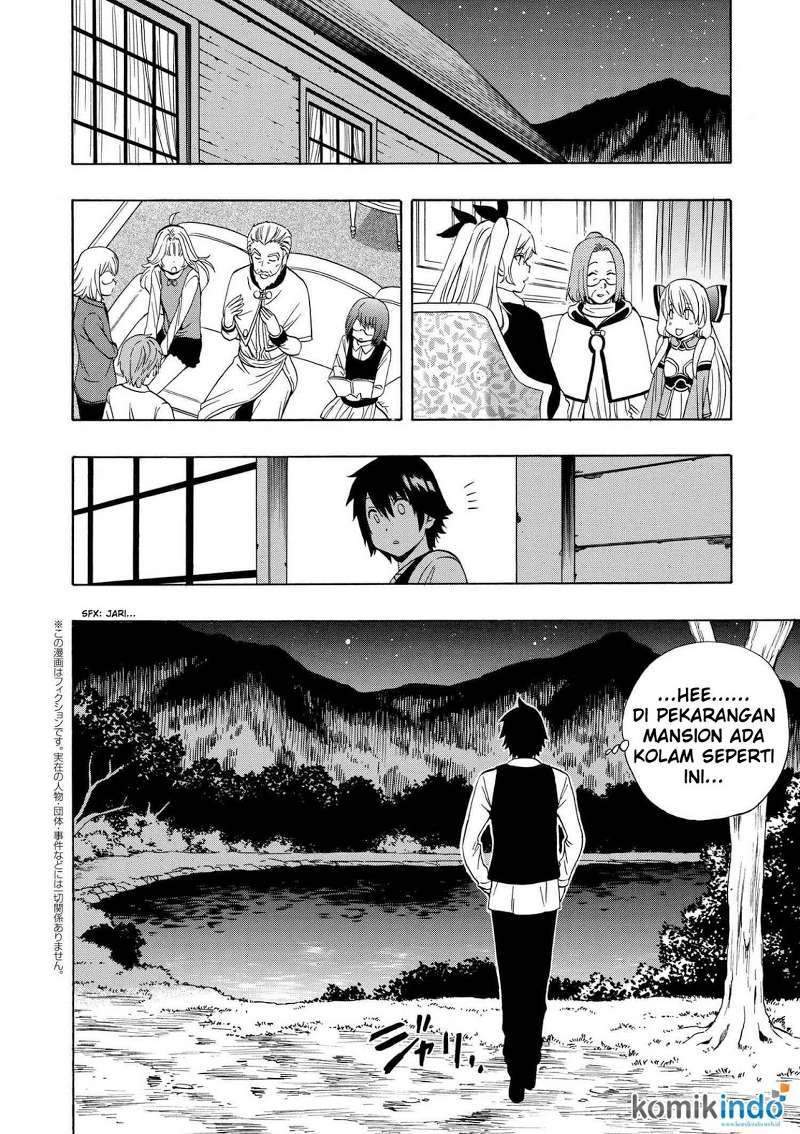 SFX: JARI...
※この漫画はフィクションです。実在の人物・団体・事件などには一切関係ありません。
...HEE......
DI PEKARANGAN
MANSION ADA
KOLAM SEPERTI
INI...
ジャリ
komikindo